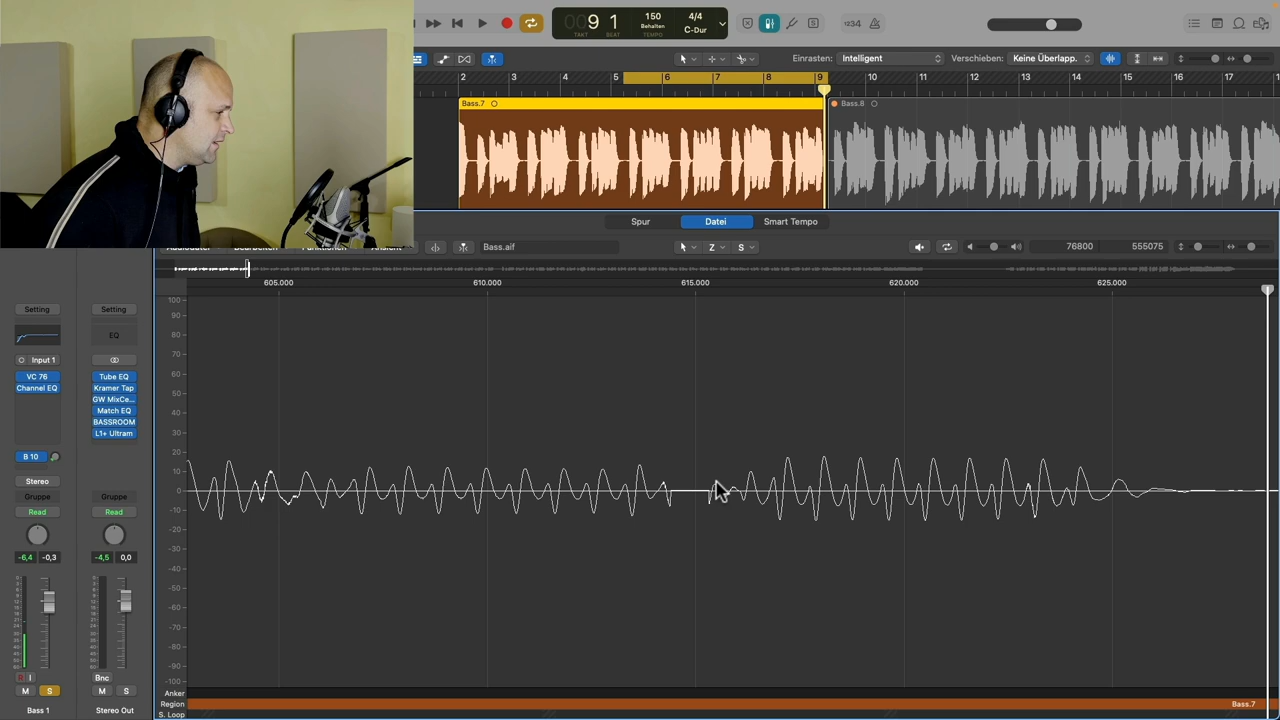 009 1
TAKT BEAT
150
Behalten
TEMPO
4/4
C-Dur
S
1234
Einrasten: Intelligent
Verschieben: Keine Überlapp.
2 3 4 5 6 7 8 9 10 11 12 13 14 15 16 17
Bass.7
Bass.8
Spur Datei Smart Tempo
Bass.aif
Z
S
76800
555075
605.000 610.000 615.000 620.000 625.000
Setting Setting
EQ
Input 1
VC 76 Tube EQ
Channel EQ Kramer Tap
GW MixCe...
Match EQ
BASSROOM
L1+ Ultram
B 10
Stereo
Gruppe Gruppe
Read Read
-6,4 -0,3 -4,5 0,0
R I Bnc
M S M S
Bass 1 Stereo Out
100
90
80
70
60
50
40
30
20
10
0
-10
-20
-30
-40
-50
-60
-70
-80
-90
-100
Anker
Region Bass.7
S. Loop